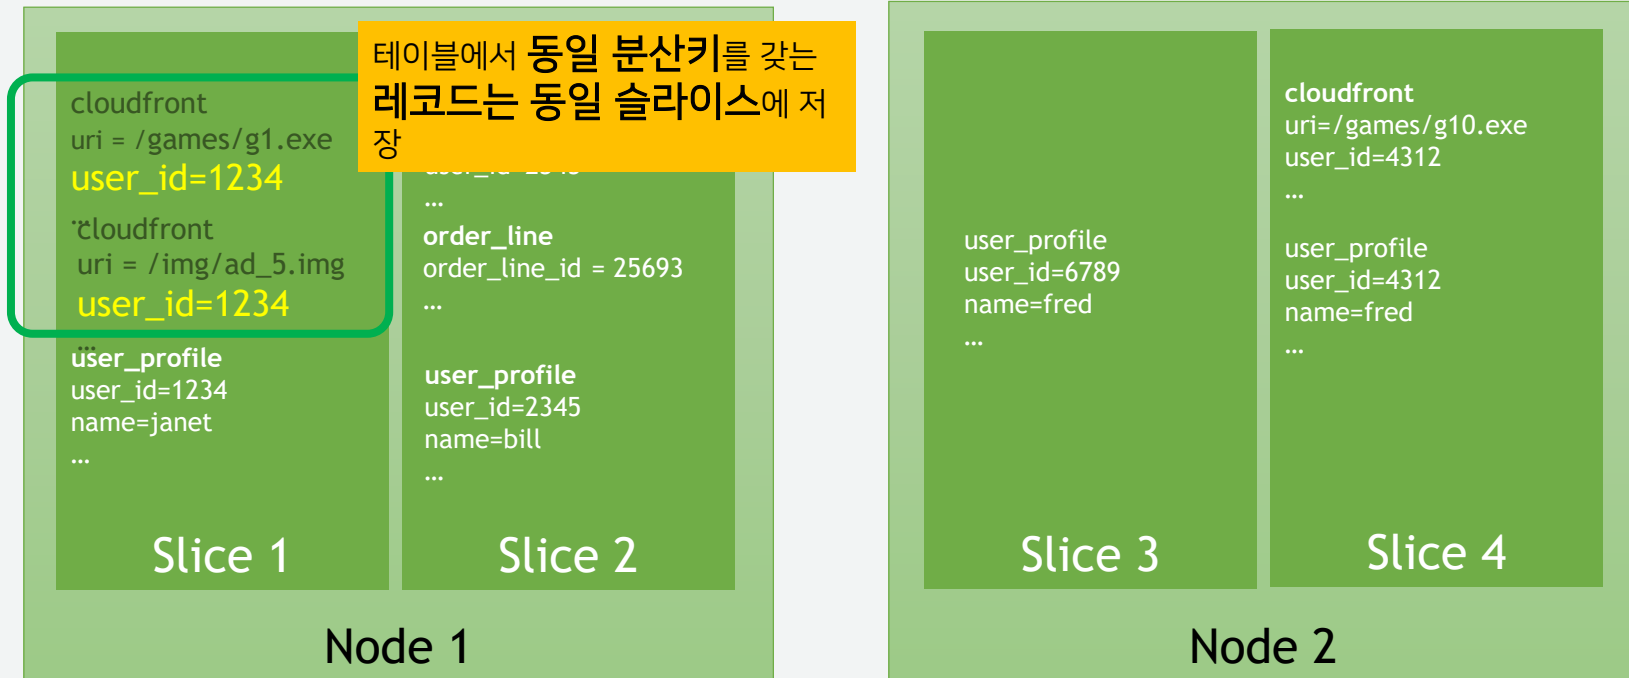 테이블에서 동일 분산키를 갖는
레코드는 동일 슬라이스에 저
장
cloudfront
uri = /games/g1.exe
user_id=1234
…
cloudfront
uri = /img/ad_5.img
user_id=1234
…
user_profile
user_id=1234
name=janet
…
Slice 1
…
order_line
order_line_id = 25693
…
user_profile
user_id=2345
name=bill
…
Slice 2
Node 1
user_profile
user_id=6789
name=fred
…
Slice 3
cloudfront
uri=/games/g10.exe
user_id=4312
…
user_profile
user_id=4312
name=fred
…
Slice 4
Node 2